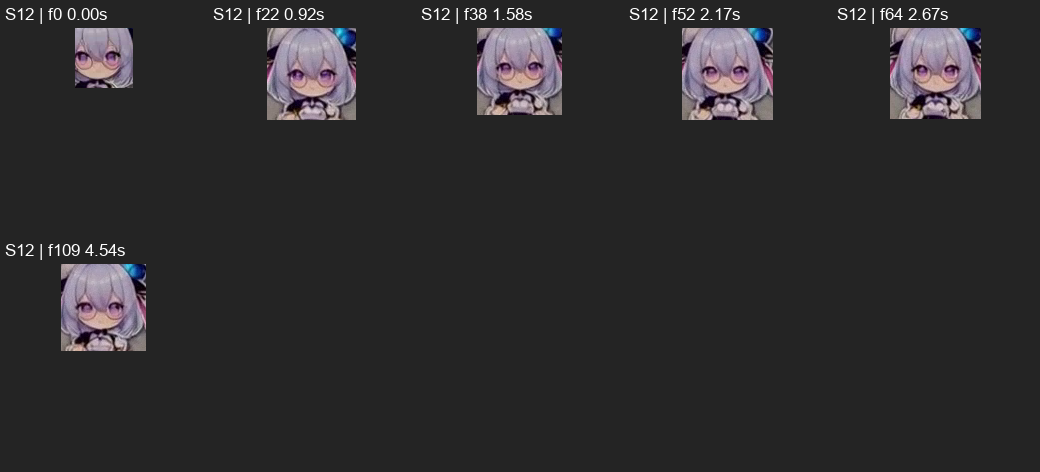 S12 | f0 0.00s
S12 | f22 0.92s
S12 | f38 1.58s
S12 | f52 2.17s
S12 | f64 2.67s
S12 | f109 4.54s